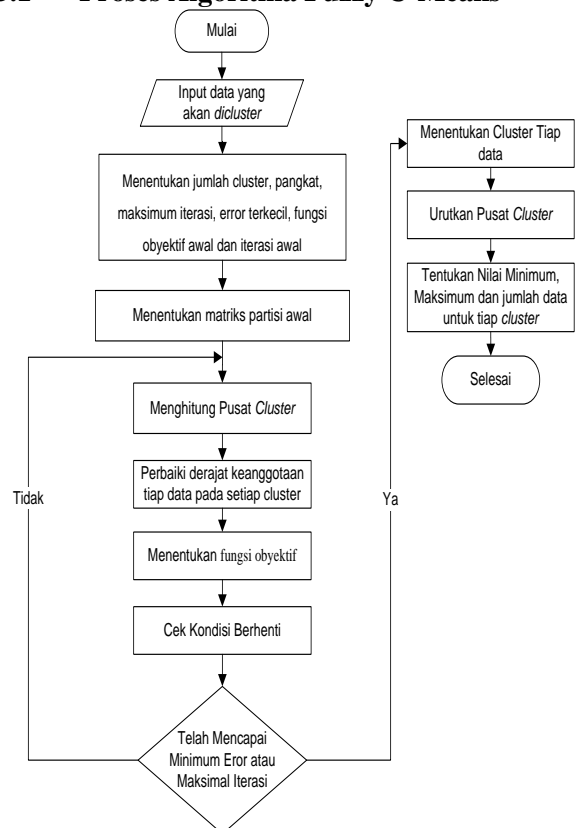 Proses Algoritma Fuzzy C-Means
Mulai
Input data yang
akan dicluster
Menentukan jumlah cluster, pangkat,
maksimum iterasi, error terkecil, fungsi
obyektif awal dan iterasi awal
Menentukan matriks partisi awal
Menghitung Pusat Cluster
Perbaiki derajat keanggotaan
tiap data pada setiap cluster
Menentukan fungsi obyektif
Cek Kondisi Berhenti
Telah Mencapai
Minimum Eror atau
Maksimal Iterasi
Tidak
Ya
Menentukan Cluster Tiap
data
Urutkan Pusat Cluster
Tentukan Nilai Minimum,
Maksimum dan jumlah data
untuk tiap cluster
Selesai